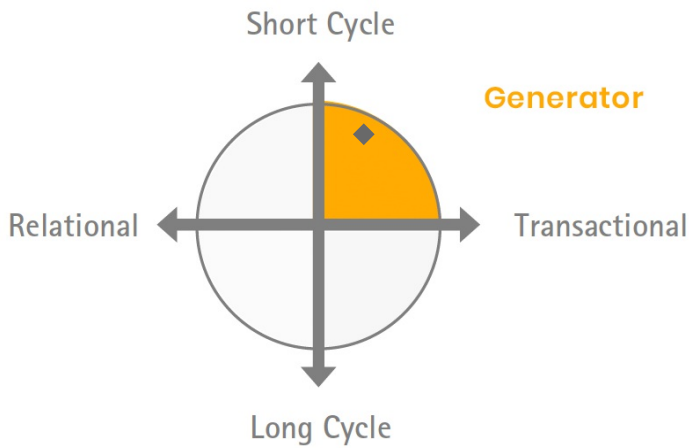 Short Cycle
Generator
Relational
Transactional
Long Cycle